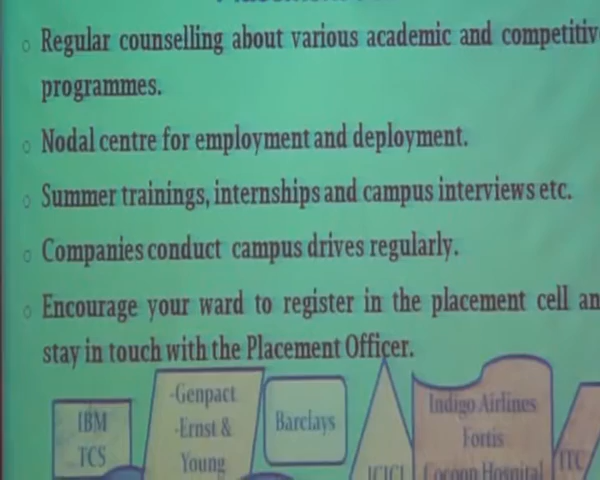 Regular counselling about various academic and competitiv
programmes.
Nodal centre for employment and deployment.
Summer trainings, internships and campus interviews etc.
Companies conduct campus drives regularly.
Encourage your ward to register in the placement cell an
stay in touch with the Placement Officer.
IBM
TCS
-Genpact
-Ernst &
Young
Barclays
ICICI
Indigo Airlines
Fortis
Cocoon Hospital
ITC